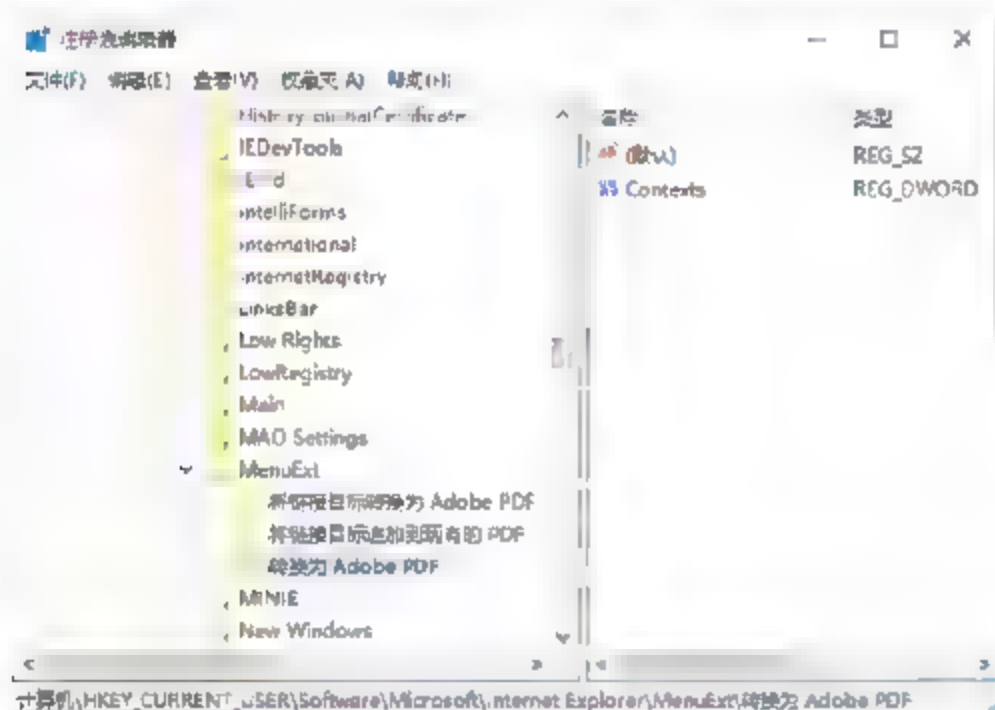 注册表编辑器
文件(F) 编辑(E) 查看(V) 收藏夹(A) 帮助(H)
名称 类型
IEDevTools
IntelliForms
International
InternetRegistry
LinksBar
Low Rights
LowRegistry
Main
MAO Settings
MenuExt
将链接目标转换为 Adobe PDF
将链接目标追加到现有的 PDF
转换为 Adobe PDF
MINIE
New Windows
(默认) REG_SZ
Contexts REG_DWORD
计算机\HKEY_CURRENT_USER\Software\Microsoft\Internet Explorer\MenuExt\转换为 Adobe PDF